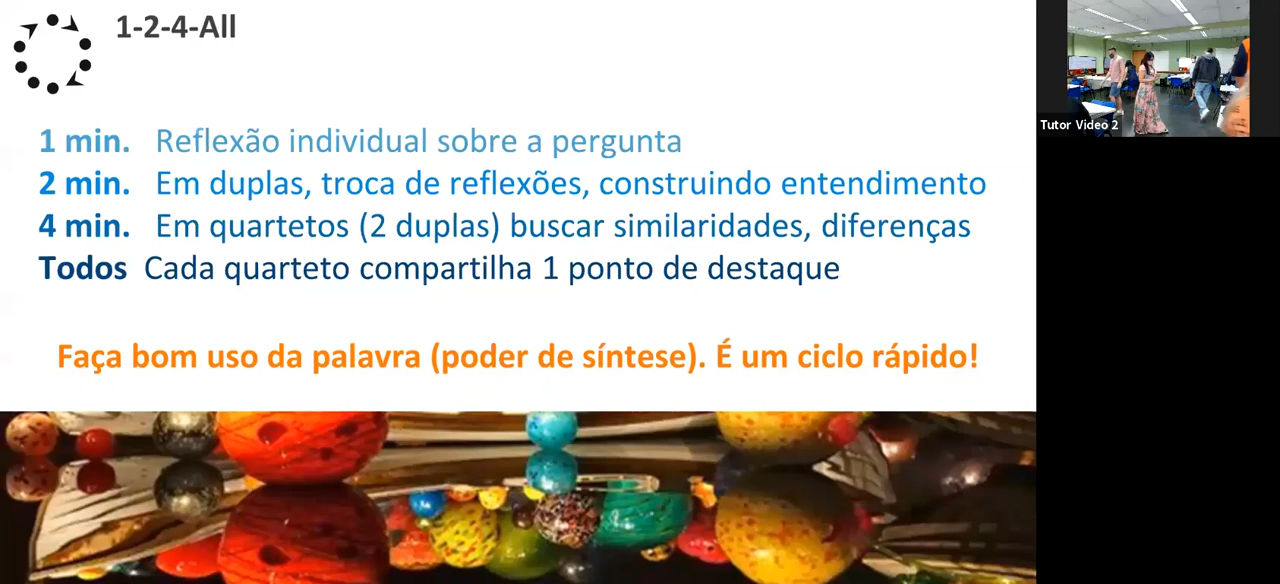 1-2-4-All
1 min. Reflexão individual sobre a pergunta
2 min. Em duplas, troca de reflexões, construindo entendimento
4 min. Em quartetos (2 duplas) buscar similaridades, diferenças
Todos Cada quarteto compartilha 1 ponto de destaque
Faça bom uso da palavra (poder de síntese). É um ciclo rápido!
Tutor Video 2